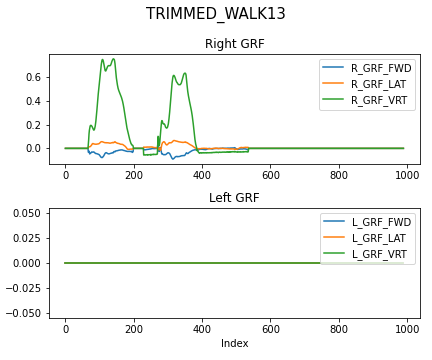 TRIMMED_WALK13
Right GRF
R_GRF_FWD
R_GRF_LAT
R_GRF_VRT
0.6
0.4
0.2
0.0
0
200
400
600
800
1000
Left GRF
L_GRF_FWD
L_GRF_LAT
L_GRF_VRT
0.050
0.025
0.000
−0.025
−0.050
0
200
400
600
800
1000
Index